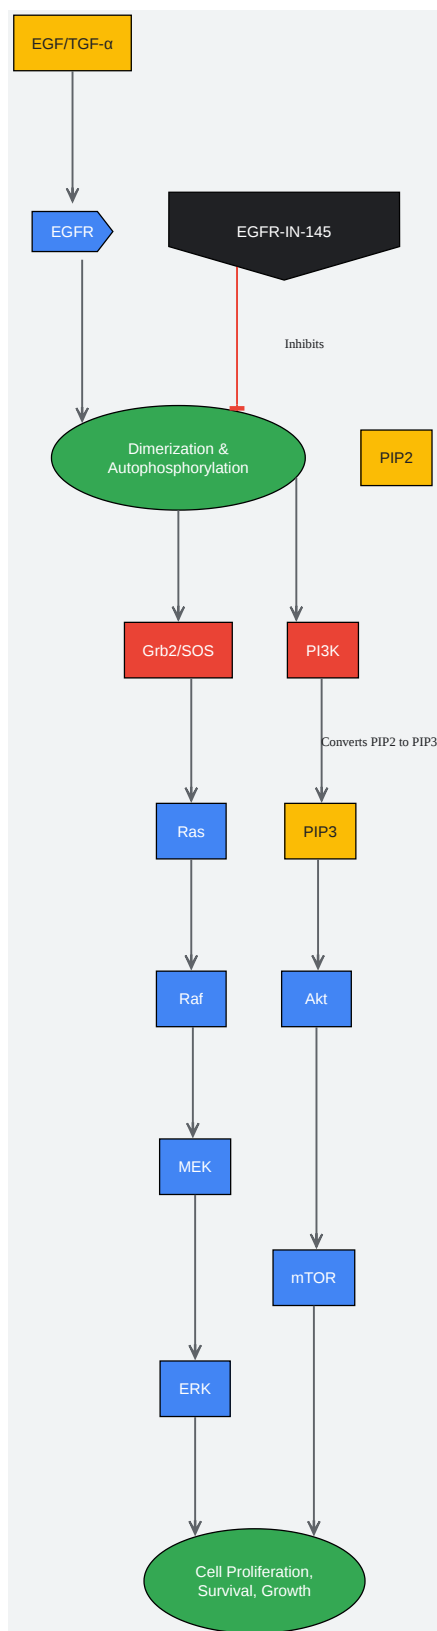 EGF/TGF-α
EGFR
EGFR-IN-145
Inhibits
Dimerization &
Autophosphorylation
PIP2
Grb2/SOS
PI3K
Converts PIP2 to PIP3
Ras
PIP3
Raf
Akt
MEK
mTOR
ERK
Cell Proliferation,
Survival, Growth